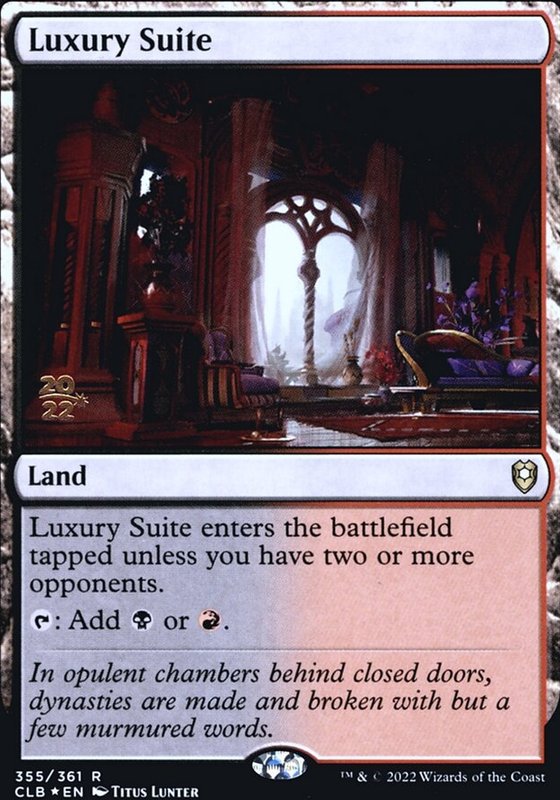 Luxury Suite
20
22
Land
Luxury Suite enters the battlefield
tapped unless you have two or more
opponents.
: Add or .
In opulent chambers behind closed doors,
dynasties are made and broken with but a
few murmured words.
355/361 R
CLB ★ EN Titus Lunter
™ & © 2022 Wizards of the Coast